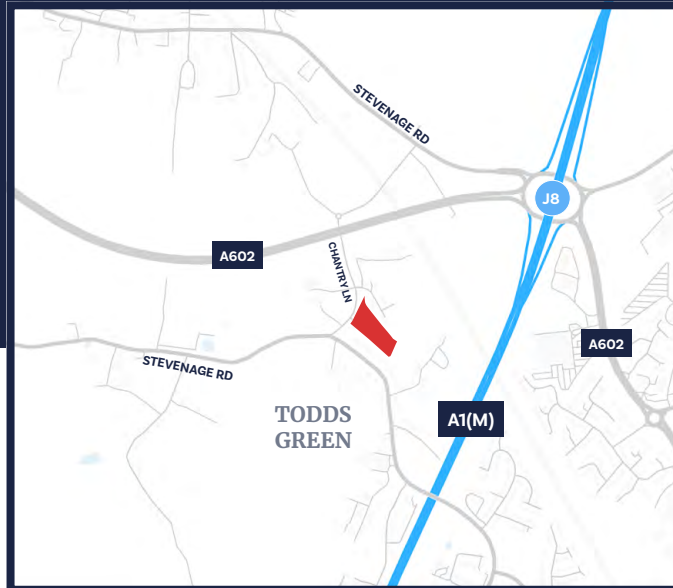 STEVENAGE RD
J8
A602
CHANTRY LN
A602
STEVENAGE RD
TODDS
GREEN
A1(M)